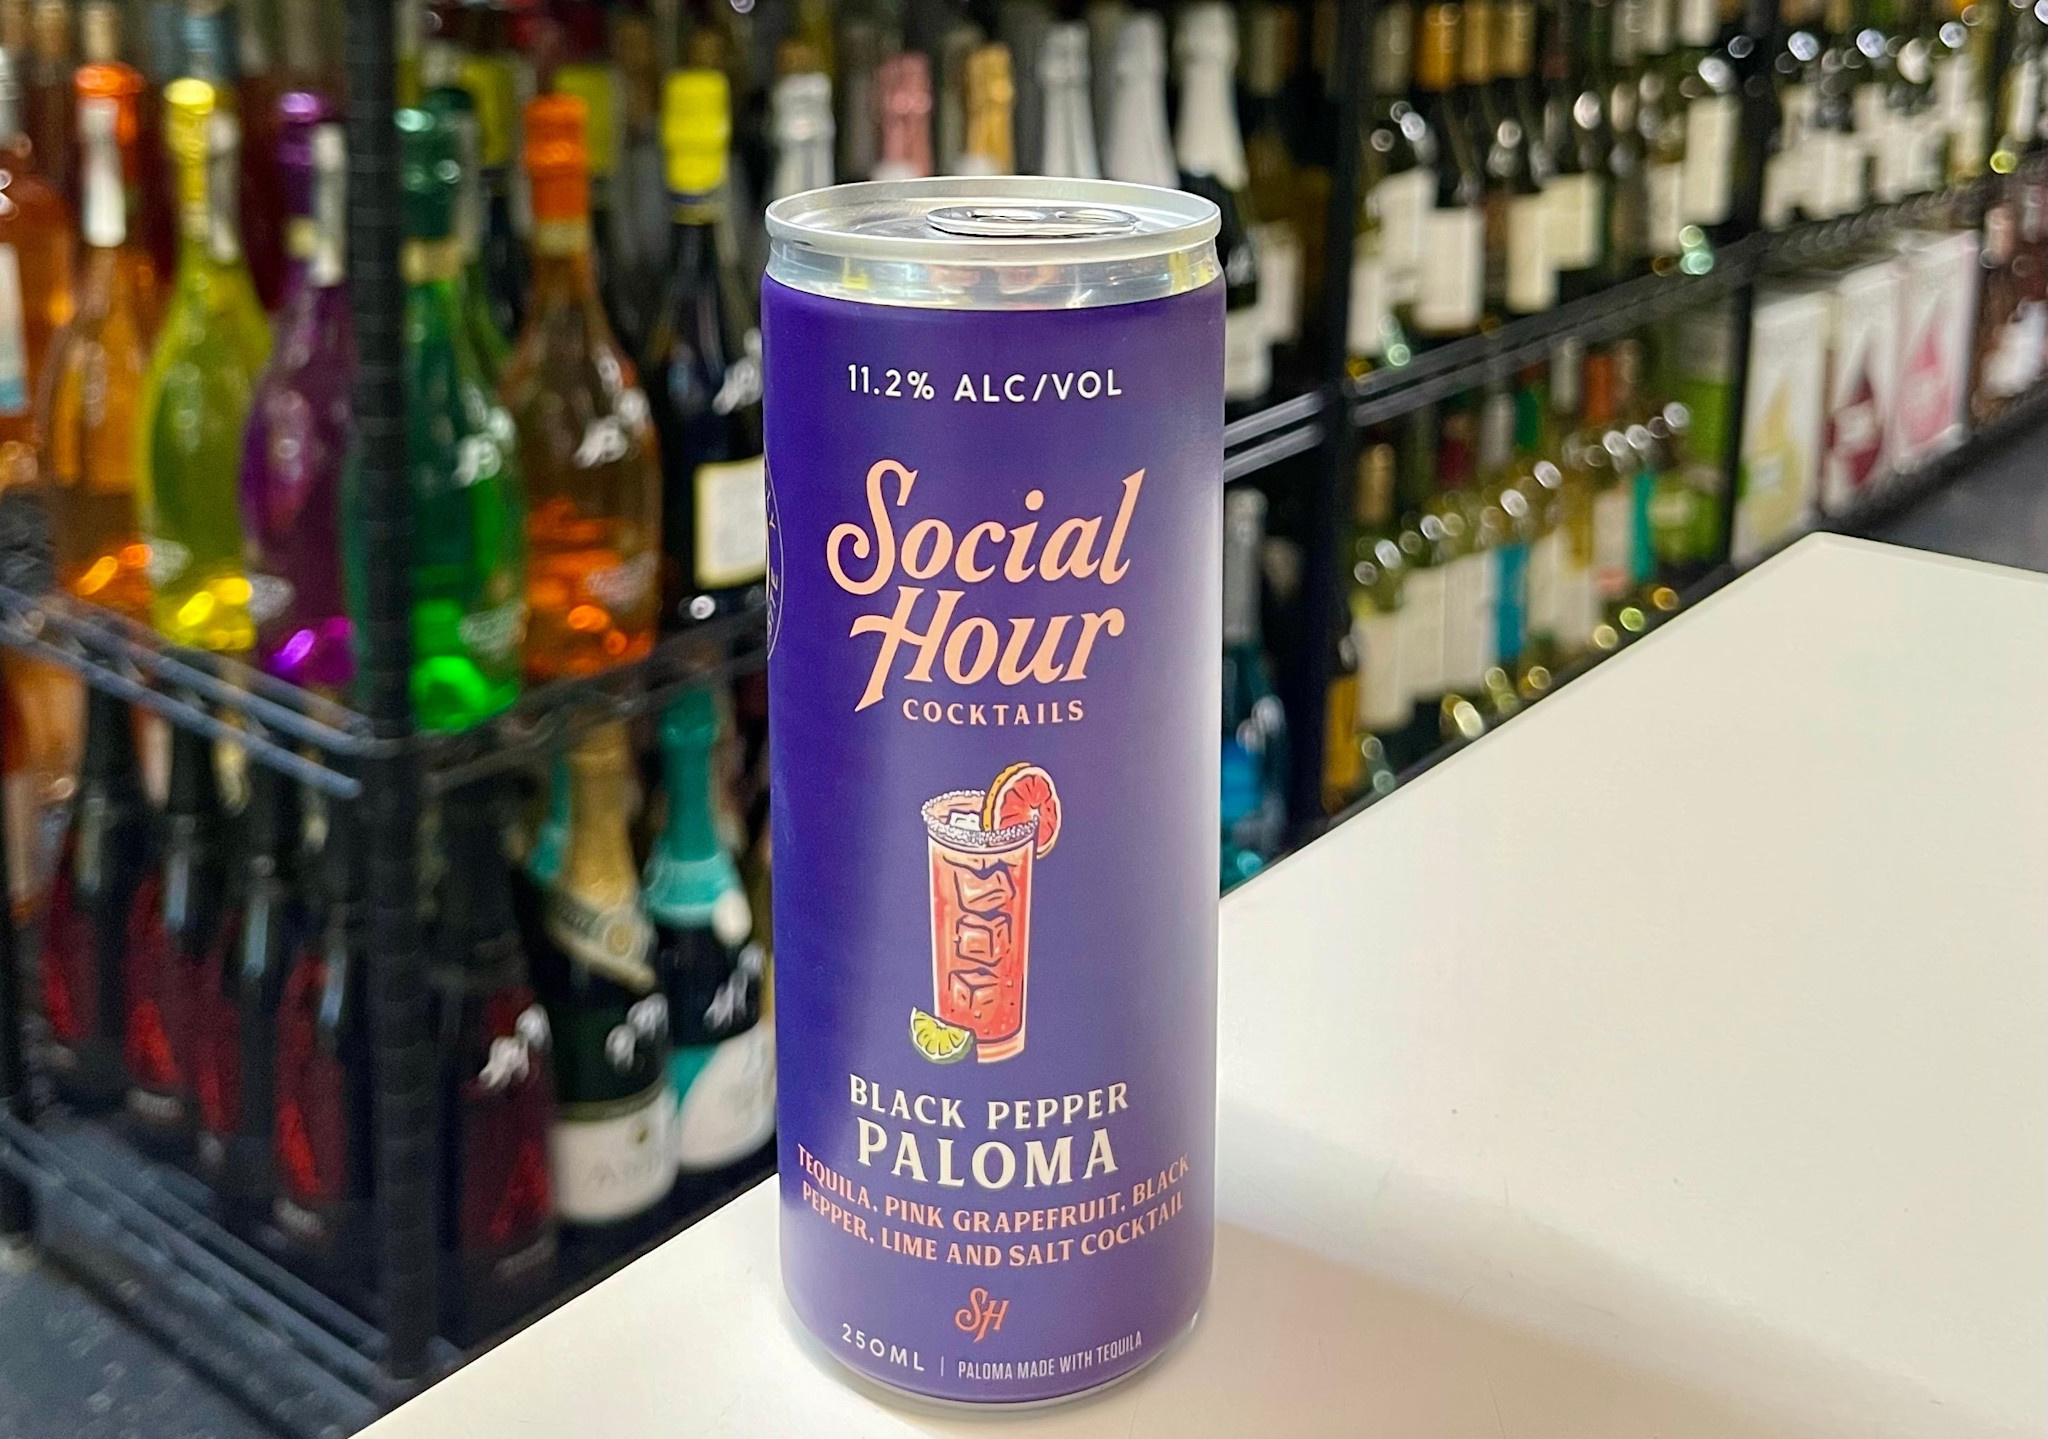 11.2% ALC/VOL
Social
Hour
COCKTAILS
BLACK PEPPER
PALOMA
TEQUILA, PINK GRAPEFRUIT, BLACK
PEPPER, LIME AND SALT COCKTAIL
SH
250ML | PALOMA MADE WITH TEQUILA